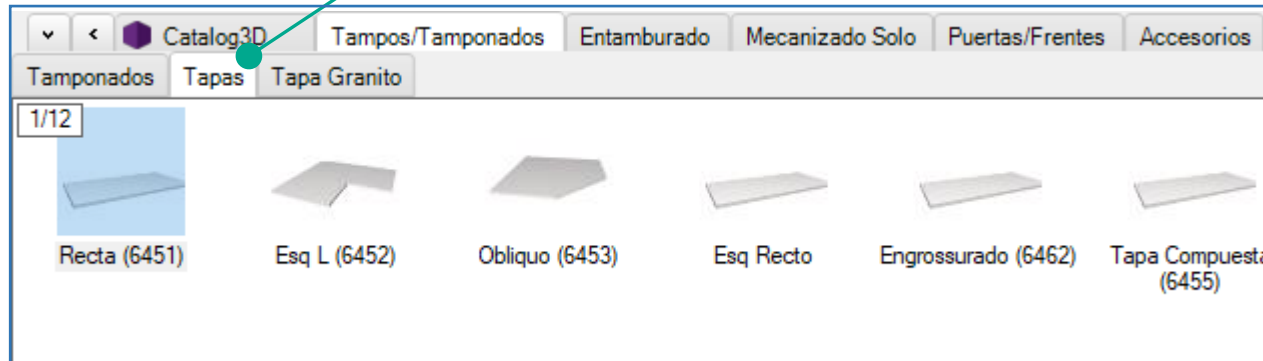 Catalog3D Tampos/Tamponados Entamburado Mecanizado Solo Puertas/Frentes Accesorios
Tamponados Tapas Tapa Granito
1/12
Recta (6451) Esq L (6452) Obliquo (6453) Esq Recto Engrossurado (6462) Tapa Compuesta
(6455)